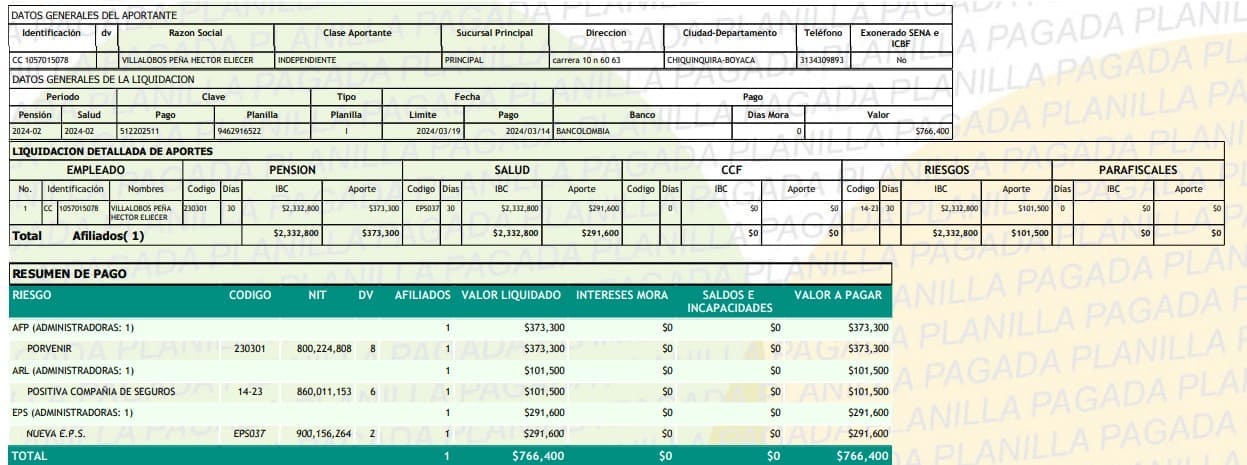 DATOS GENERALES DEL APORTANTE
Identificación dv Razon Social Clase Aportante Sucursal Principal Direccion Ciudad-Departamento Teléfono Exonerado SENA e ICBF
CC 1057015078 VILLALOBOS PEÑA HECTOR ELIECER INDEPENDIENTE PRINCIPAL carrera 10 n 60 63 CHIQUINQUIRA-BOYACA 3134309893 No
DATOS GENERALES DE LA LIQUIDACION
Periodo Clave Tipo Fecha Pago
Pensión Salud Pago Planilla Planilla Limite Pago Banco Dias Mora Valor
2024-02 2024-02 512202511 9462916522 I 2024/03/19 2024/03/14 BANCOLOMBIA 0 $766,400
LIQUIDACION DETALLADA DE APORTES
EMPLEADO PENSION SALUD CCF RIESGOS PARAFISCALES
No. Identificación Nombres Codigo Dias IBC Aporte Codigo Dias IBC Aporte Codigo Dias IBC Aporte Codigo Dias IBC Aporte Dias IBC Aporte
1 CC 1057015078 VILLALOBOS PEÑA HECTOR ELIECER 230301 30 $2,332,800 $373,300 EPS037 30 $2,332,800 $291,600 0 $0 $0 14-23 30 $2,332,800 $101,500 0 $0 $0
Total Afiliados( 1) $2,332,800 $373,300 $2,332,800 $291,600 $0 $0 $2,332,800 $101,500 $0 $0
RESUMEN DE PAGO
RIESGO CODIGO NIT DV AFILIADOS VALOR LIQUIDADO INTERESES MORA SALDOS E INCAPACIDADES VALOR A PAGAR
AFP (ADMINISTRADORAS: 1) 1 $373,300 $0 $0 $373,300
PORVENIR 230301 800,224,808 8 1 $373,300 $0 $0 $373,300
ARL (ADMINISTRADORAS: 1) 1 $101,500 $0 $0 $101,500
POSITIVA COMPAÑIA DE SEGUROS 14-23 860,011,153 6 1 $101,500 $0 $0 $101,500
EPS (ADMINISTRADORAS: 1) 1 $291,600 $0 $0 $291,600
NUEVA E.P.S. EPS037 900,156,264 2 1 $291,600 $0 $0 $291,600
TOTAL 1 $766,400 $0 $0 $766,400
PLANILLA PAGADA PLANILLA PAGADA